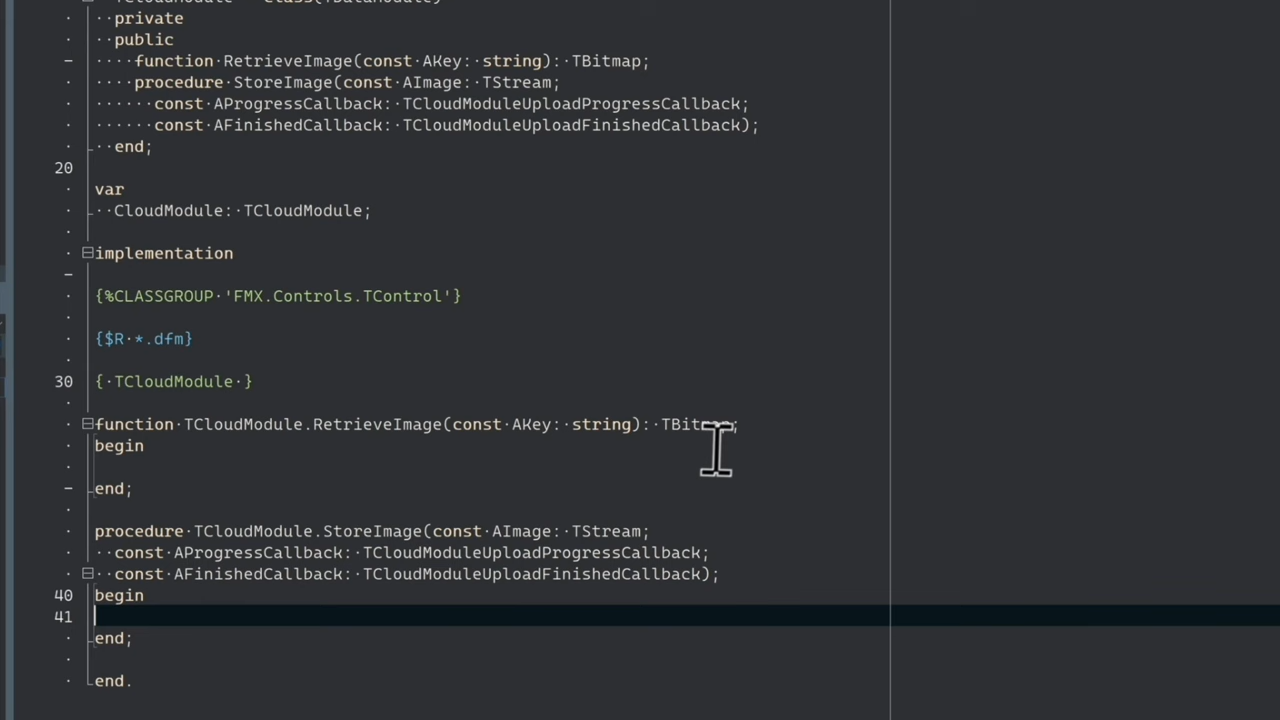 private
public
function RetrieveImage(const AKey: string): TBitmap;
procedure StoreImage(const AImage: TStream;
const AProgressCallback: TCloudModuleUploadProgressCallback;
const AFinishedCallback: TCloudModuleUploadFinishedCallback);
end;
20
var
CloudModule: TCloudModule;
implementation
{%CLASSGROUP 'FMX.Controls.TControl'}
{$R *.dfm}
30 { TCloudModule }
function TCloudModule.RetrieveImage(const AKey: string): TBitmap;
begin
end;
procedure TCloudModule.StoreImage(const AImage: TStream;
const AProgressCallback: TCloudModuleUploadProgressCallback;
const AFinishedCallback: TCloudModuleUploadFinishedCallback);
40 begin
41
end;
end.